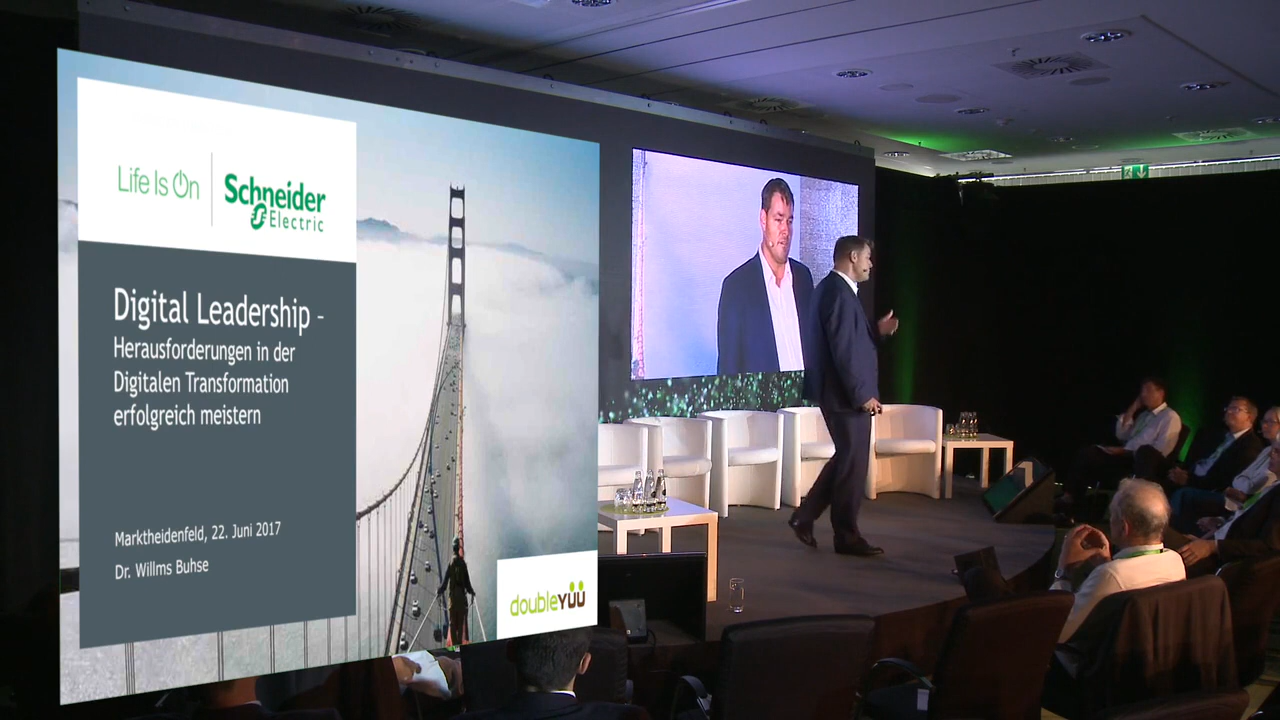 Life Is On
Schneider
Electric
Digital Leadership -
Herausforderungen in der
Digitalen Transformation
erfolgreich meistern
Marktheidenfeld, 22. Juni 2017
Dr. Willms Buhse
doubleYÜÜ